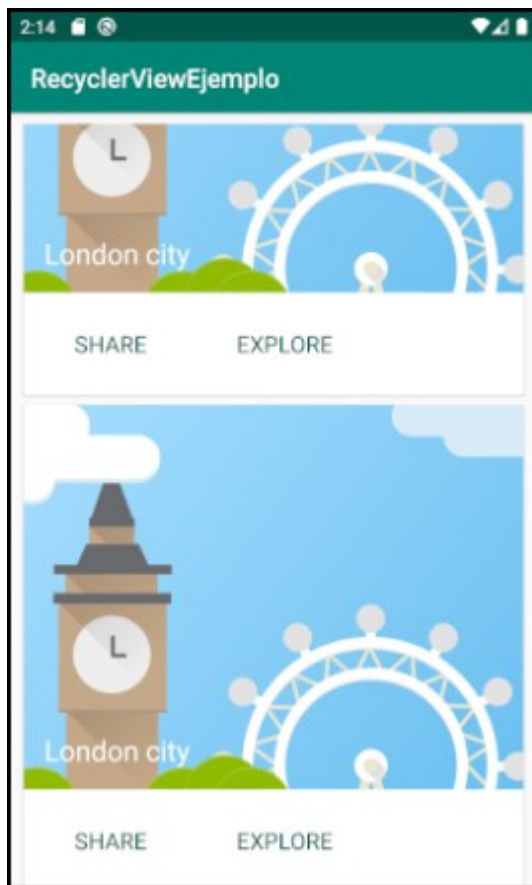 2:14
RecyclerViewEjemplo
London city
SHARE EXPLORE
London city
SHARE EXPLORE